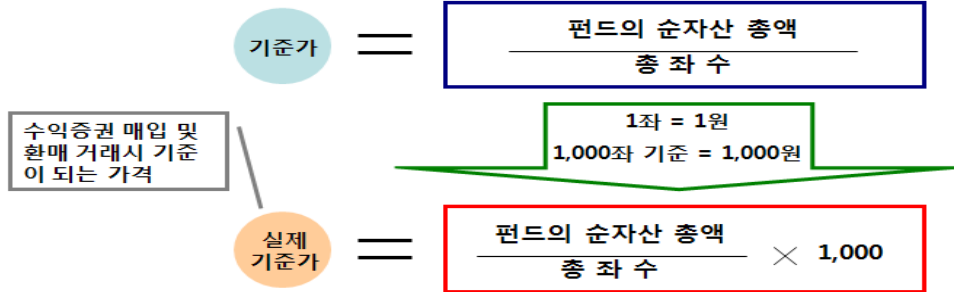 기준가
펀드의 순자산 총액
총 좌 수
수익증권 매입 및
환매 거래시 기준
이 되는 가격
1좌 = 1원
1,000좌 기준 = 1,000원
실제
기준가
펀드의 순자산 총액
총 좌 수
× 1,000